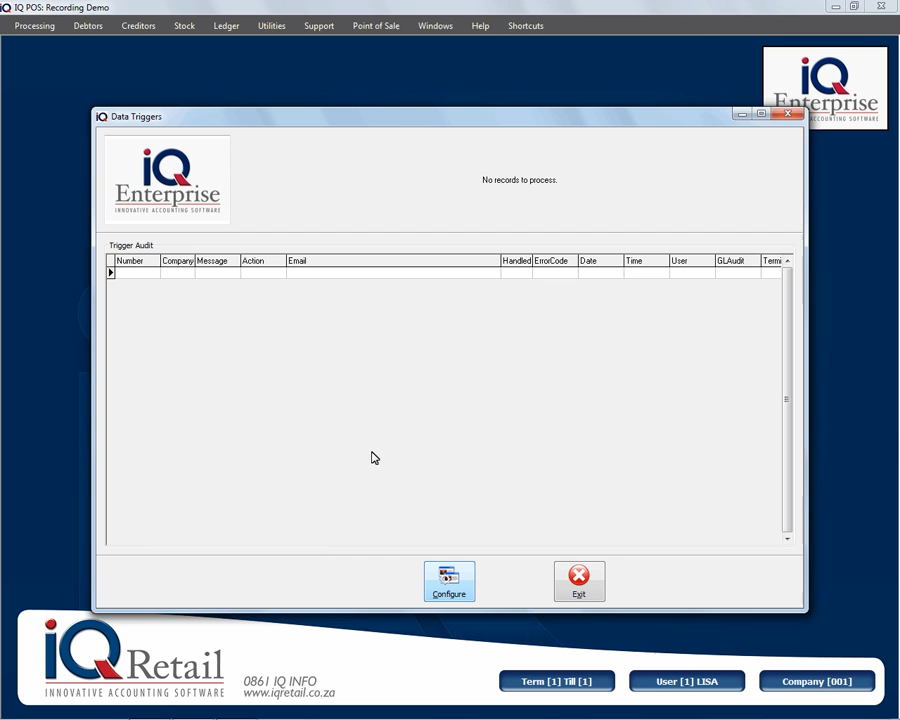 IQ POS: Recording Demo
Processing Debtors Creditors Stock Ledger Utilities Support Point of Sale Windows Help Shortcuts
iQ
Enterprise
Data Triggers
iQ
Enterprise
INNOVATIVE ACCOUNTING SOFTWARE
No records to process.
Trigger Audit
Number Company Message Action Email Handled ErrorCode Date Time User GLAudit Termi
Configure
Exit
iQ Retail
INNOVATIVE ACCOUNTING SOFTWARE
0861 IQ INFO
www.iqretail.co.za
Term [1] Till [1]
User [1] LISA
Company [001]